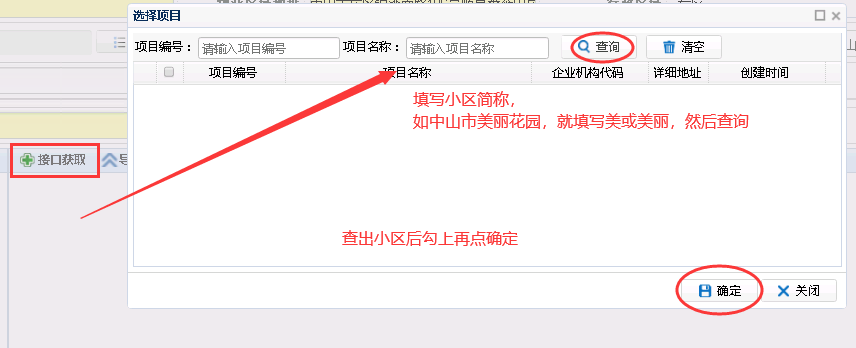 选择项目
项目编号： 请输入项目编号 项目名称： 请输入项目名称 查询 清空
项目编号 项目名称 企业机构代码 详细地址 创建时间
填写小区简称，
如中山市美丽花园，就填写美或美丽，然后查询
接口获取 导
查出小区后勾上再点确定
确定 关闭